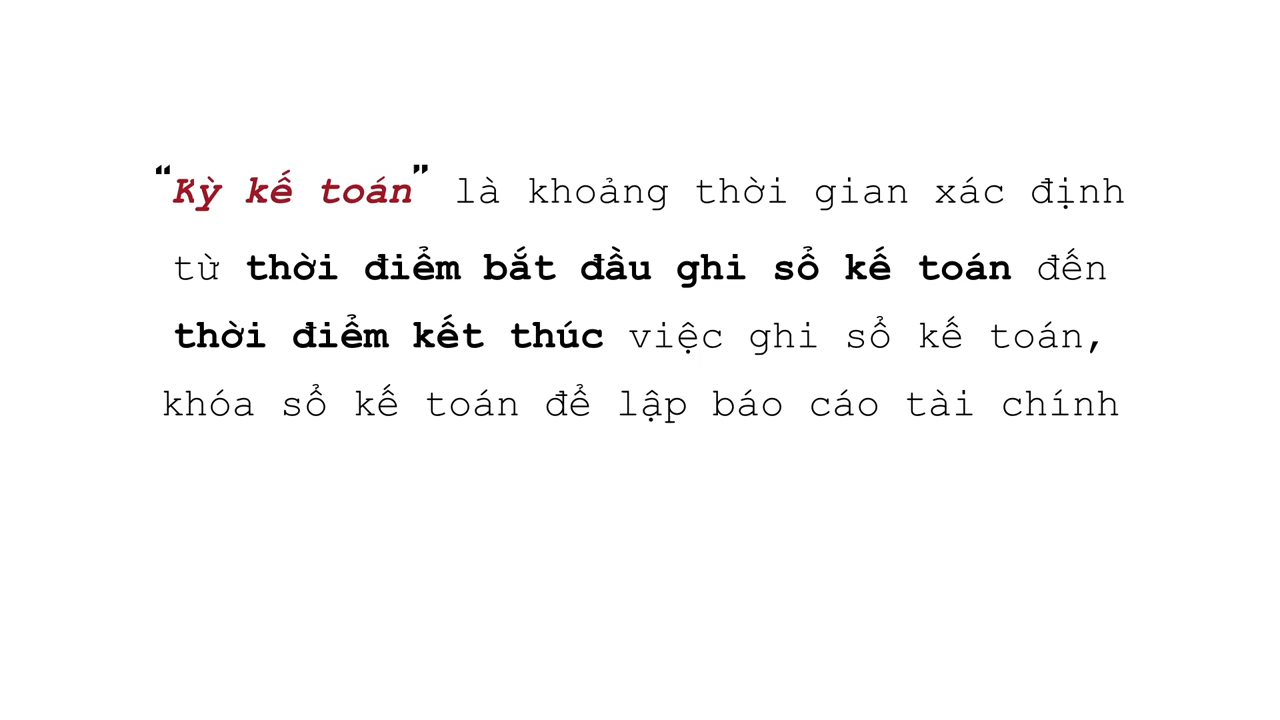 “Kỳ kế toán” là khoảng thời gian xác định
từ thời điểm bắt đầu ghi sổ kế toán đến
thời điểm kết thúc việc ghi sổ kế toán,
khóa sổ kế toán để lập báo cáo tài chính